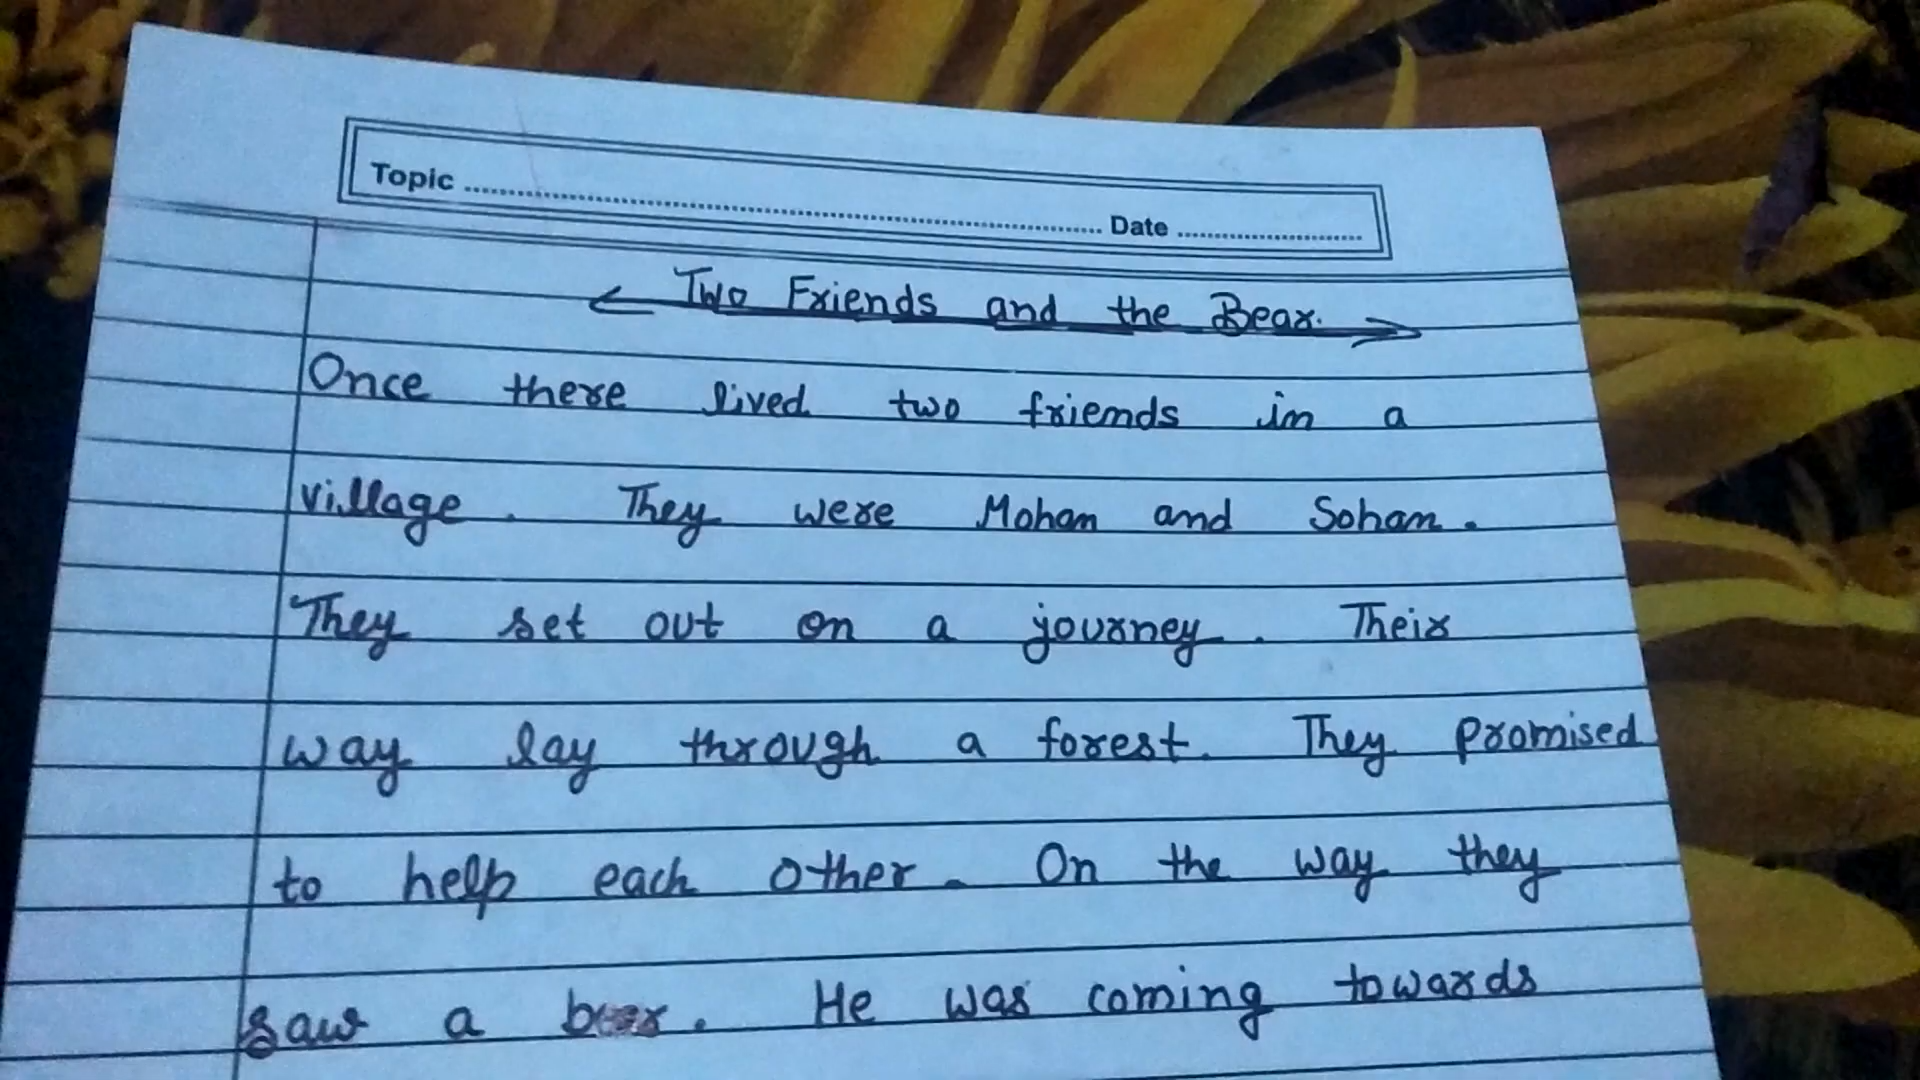 Topic ........................ Date ................
Two Friends and the Bear.
Once there lived two friends in a
village. They were Mohan and Sohan.
They set out on a journey. Their
way lay through a forest. They promised
to help each other. On the way they
saw a bear. He was coming towards